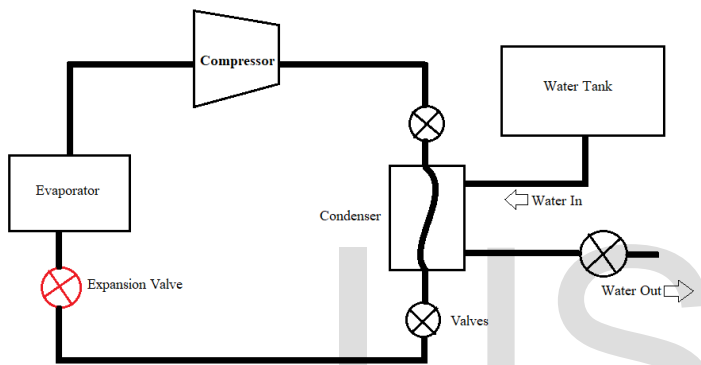 Compressor
Water Tank
Evaporator
Water In
Condenser
Expansion Valve
Water Out
Valves